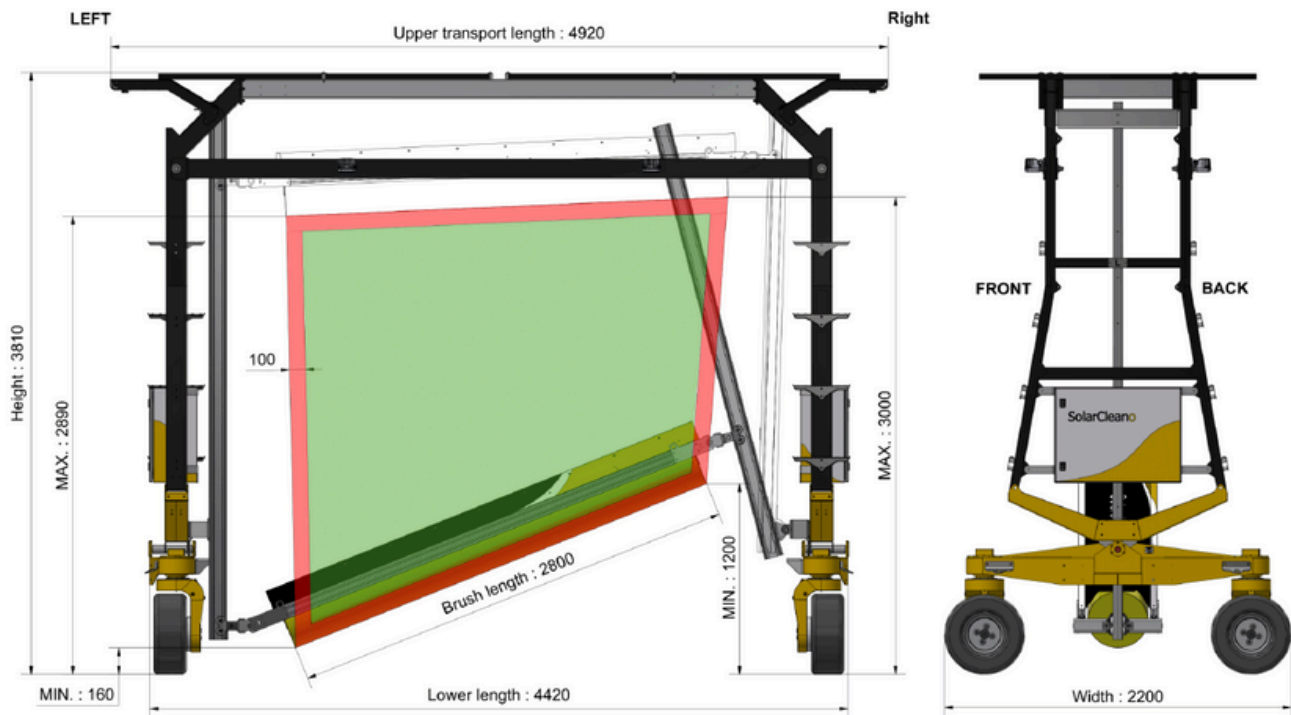 LEFT
Right
Upper transport length : 4920
Height : 3810
MAX. : 2890
100
MAX. : 3000
FRONT
BACK
SolarCleano
Brush length : 2800
MIN. : 1200
MIN. : 160
Lower length : 4420
Width : 2200